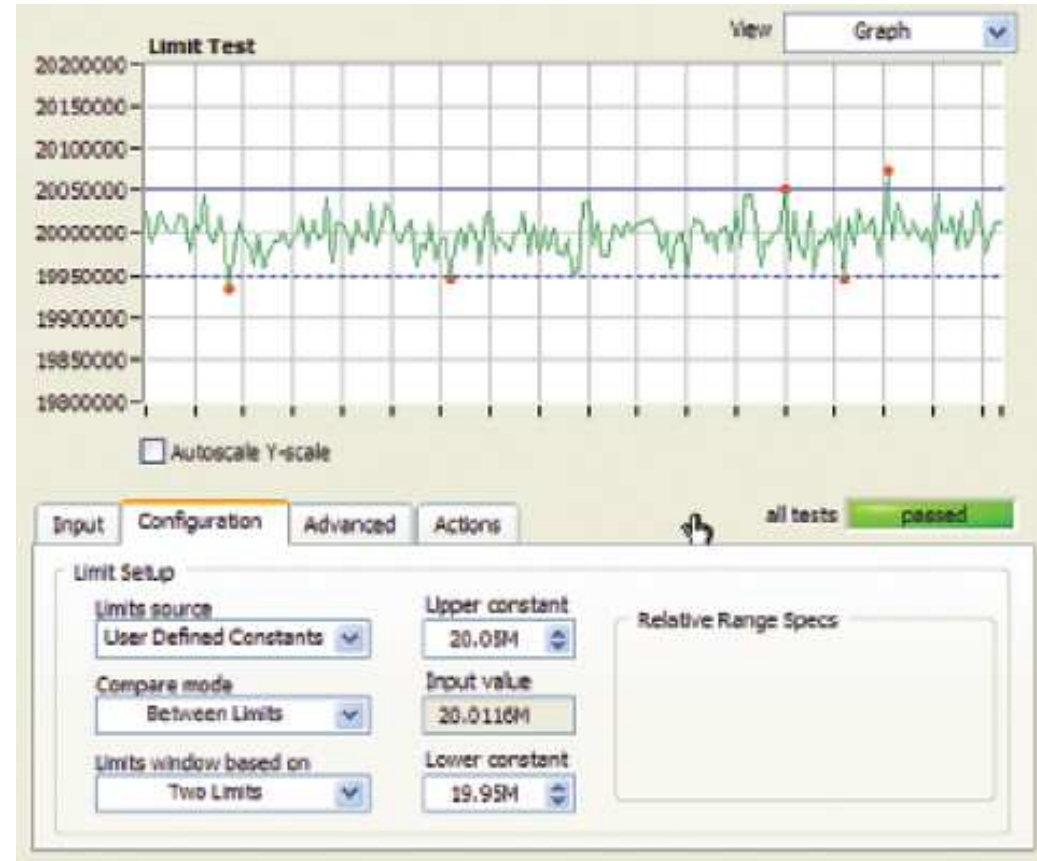 View Graph
Limit Test
20200000
20150000
20100000
20050000
20000000
19950000
19900000
19850000
19800000
Autoscale Y-scale
Input Configuration Advanced Actions
all tests passed
Limit Setup
Limits source
User Defined Constants
Compare mode
Between Limits
Limits window based on
Two Limits
Upper constant
20.05M
Input value
20.0116M
Lower constant
19.95M
Relative Range Specs